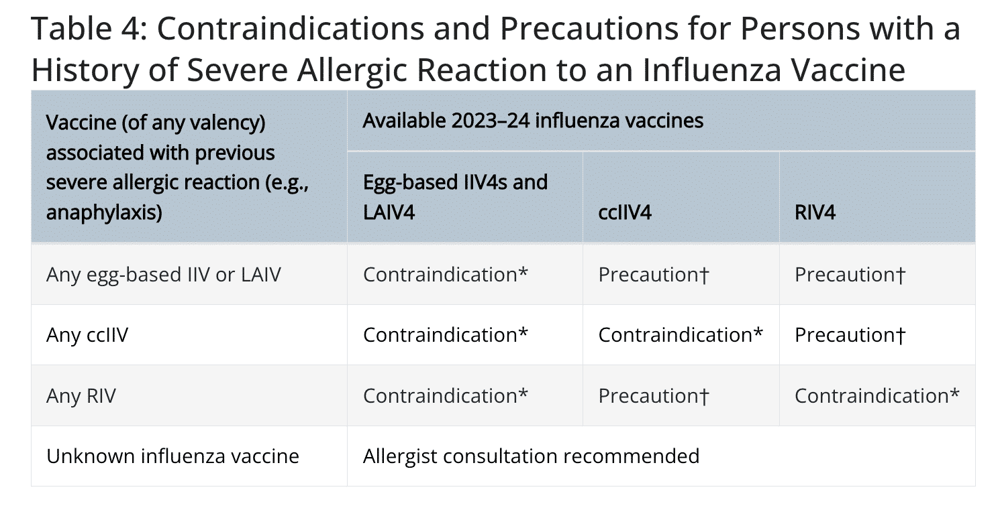 Table 4: Contraindications and Precautions for Persons with a
History of Severe Allergic Reaction to an Influenza Vaccine
Vaccine (of any valency)
associated with previous
severe allergic reaction (e.g.,
anaphylaxis)
Available 2023–24 influenza vaccines
Egg-based IIV4s and
LAIV4
ccIIV4
RIV4
Any egg-based IIV or LAIV
Contraindication*
Precaution†
Precaution†
Any ccIIV
Contraindication*
Contraindication*
Precaution†
Any RIV
Contraindication*
Precaution†
Contraindication*
Unknown influenza vaccine
Allergist consultation recommended